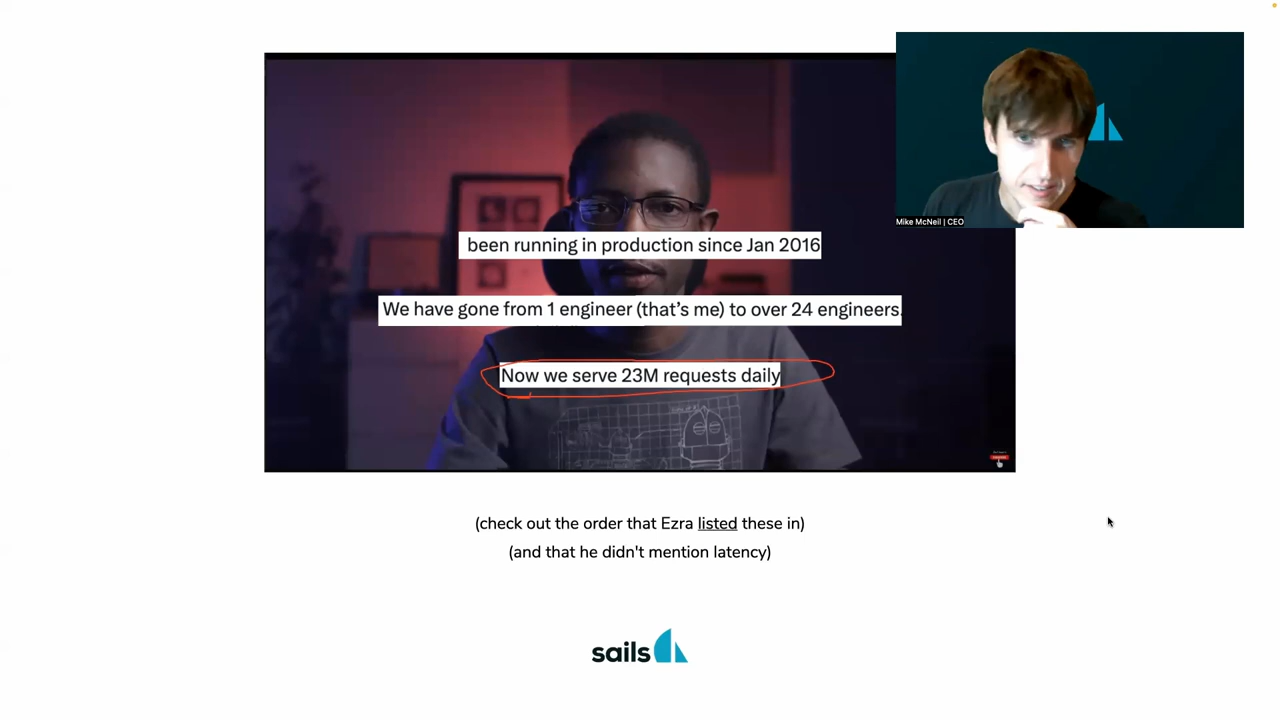 Mike McNeil | CEO
been running in production since Jan 2016
We have gone from 1 engineer (that's me) to over 24 engineers.
Now we serve 23M requests daily
(check out the order that Ezra listed these in)
(and that he didn't mention latency)
sails